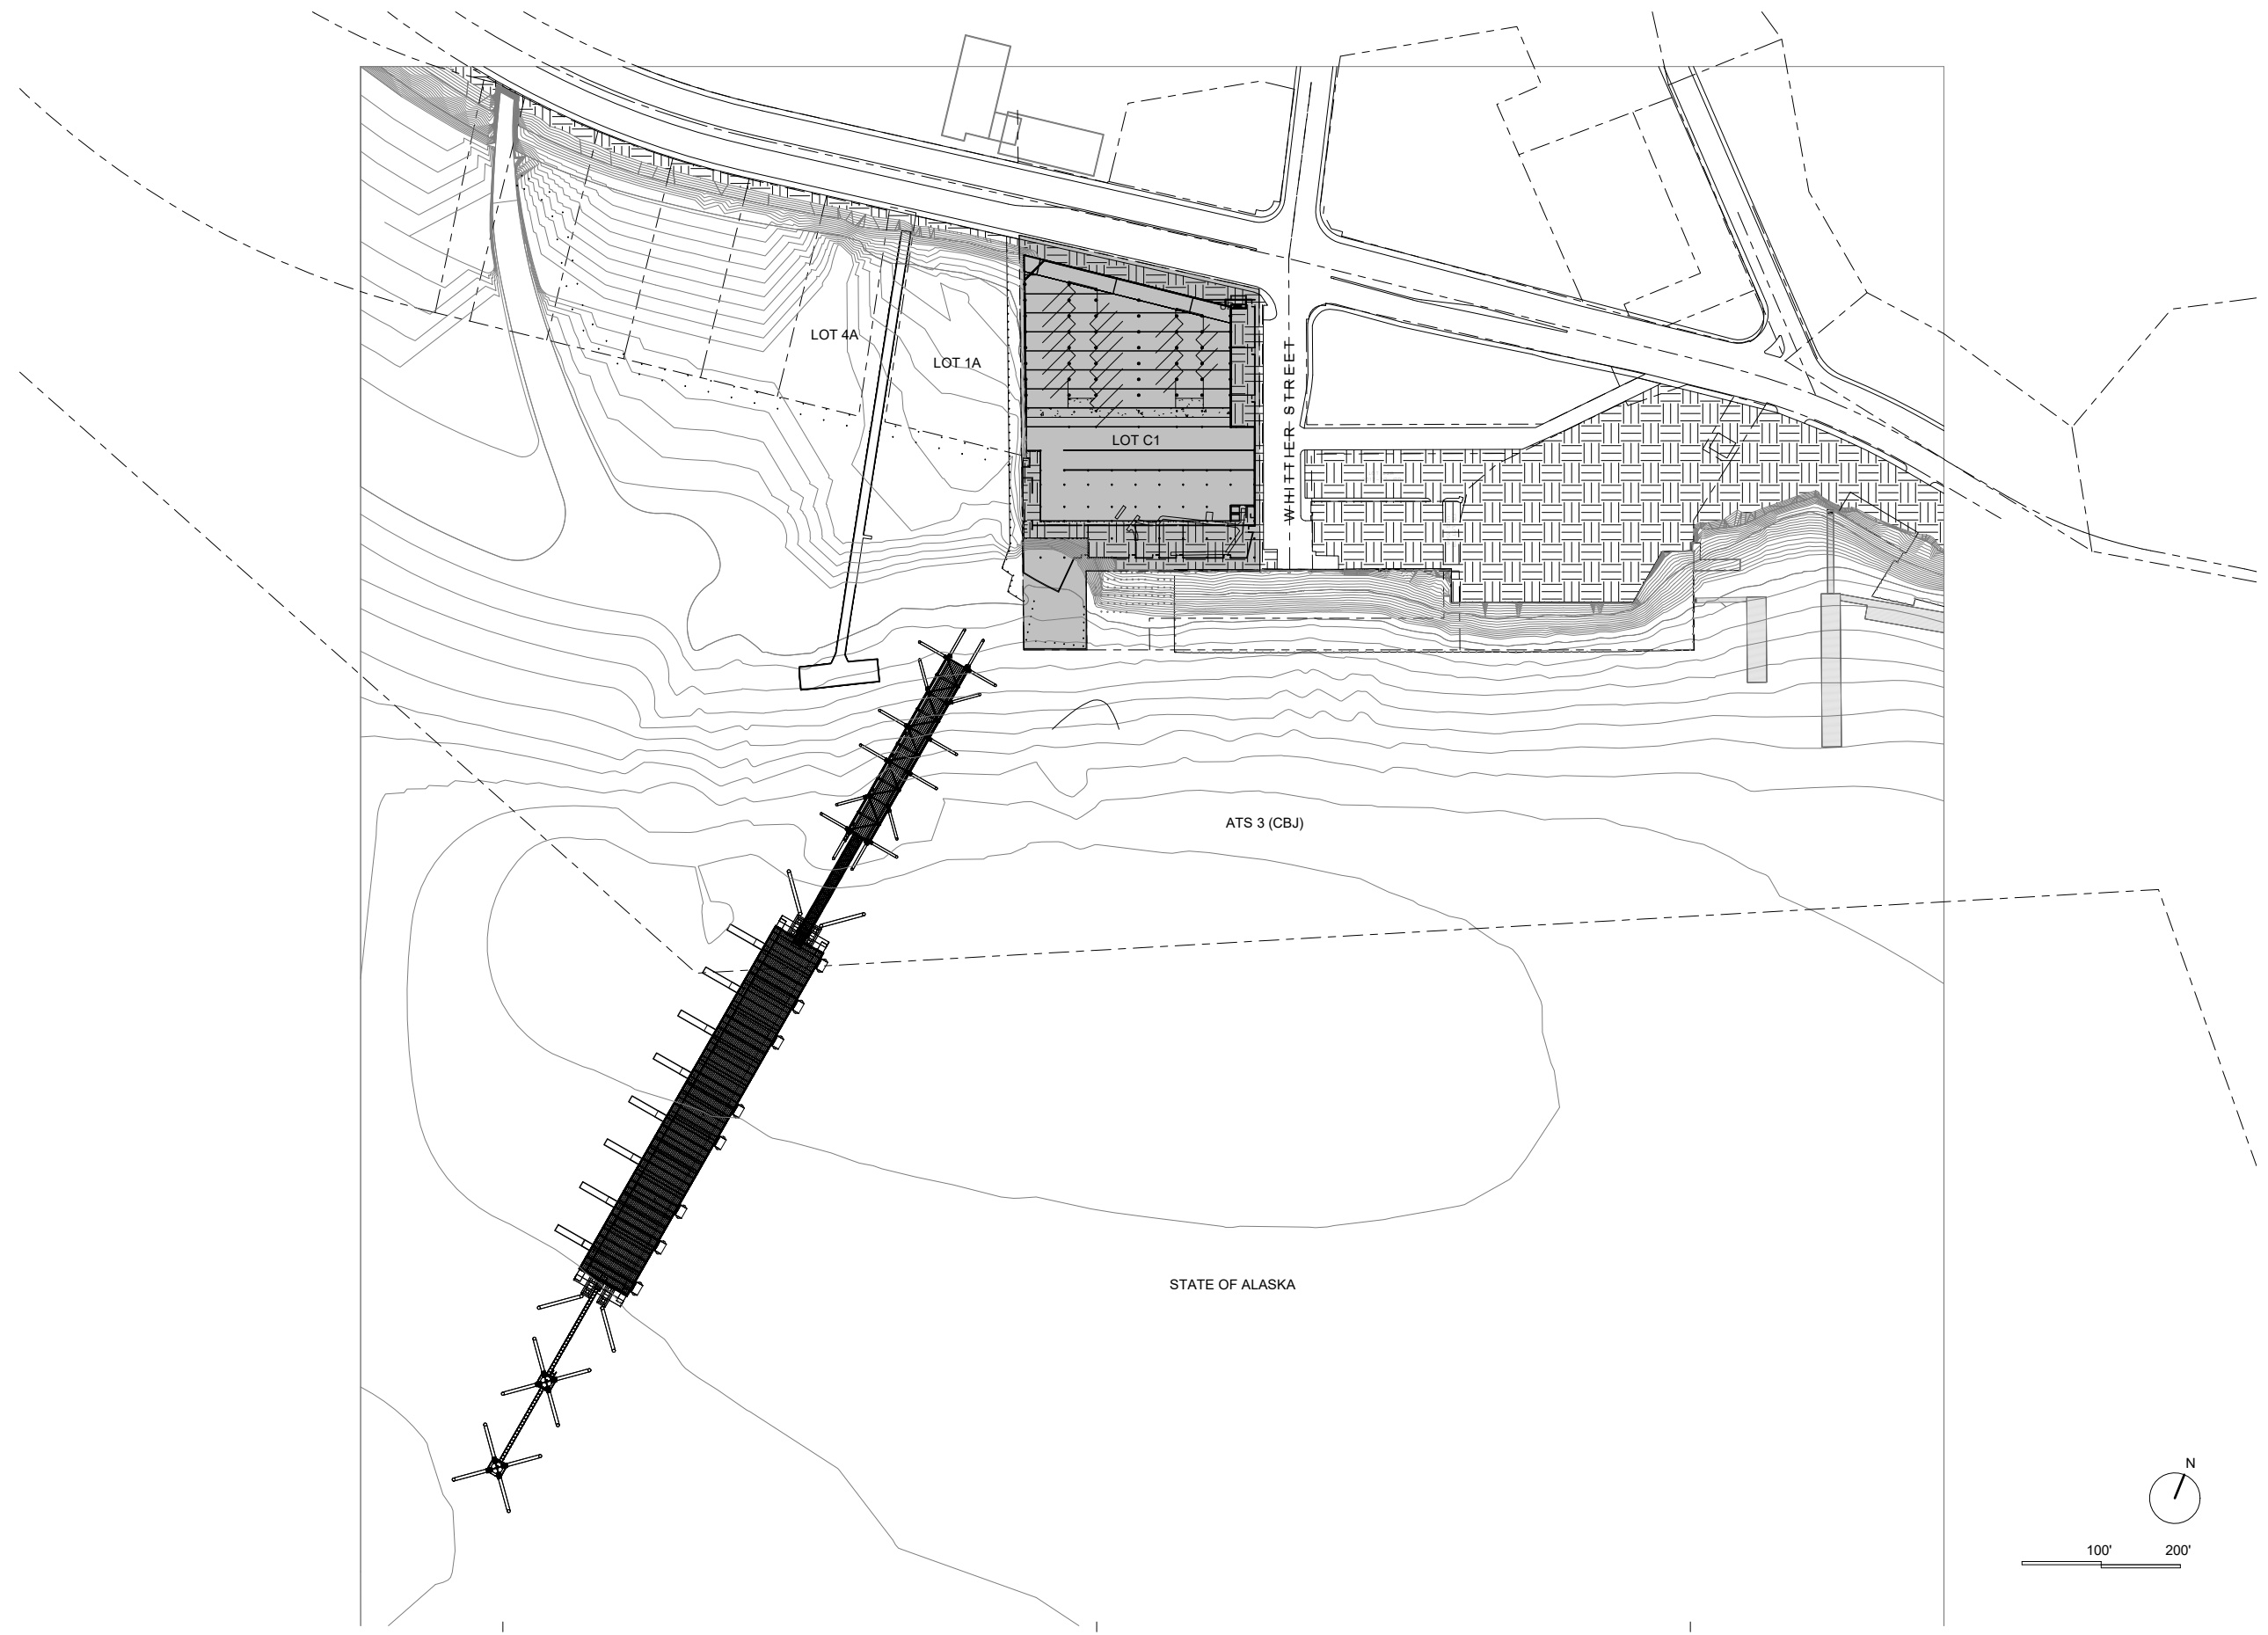 LOT 4A
LOT 1A
WHITTIER STREET
LOT C1
ATS 3 (CBJ)
STATE OF ALASKA
N
100'
200'